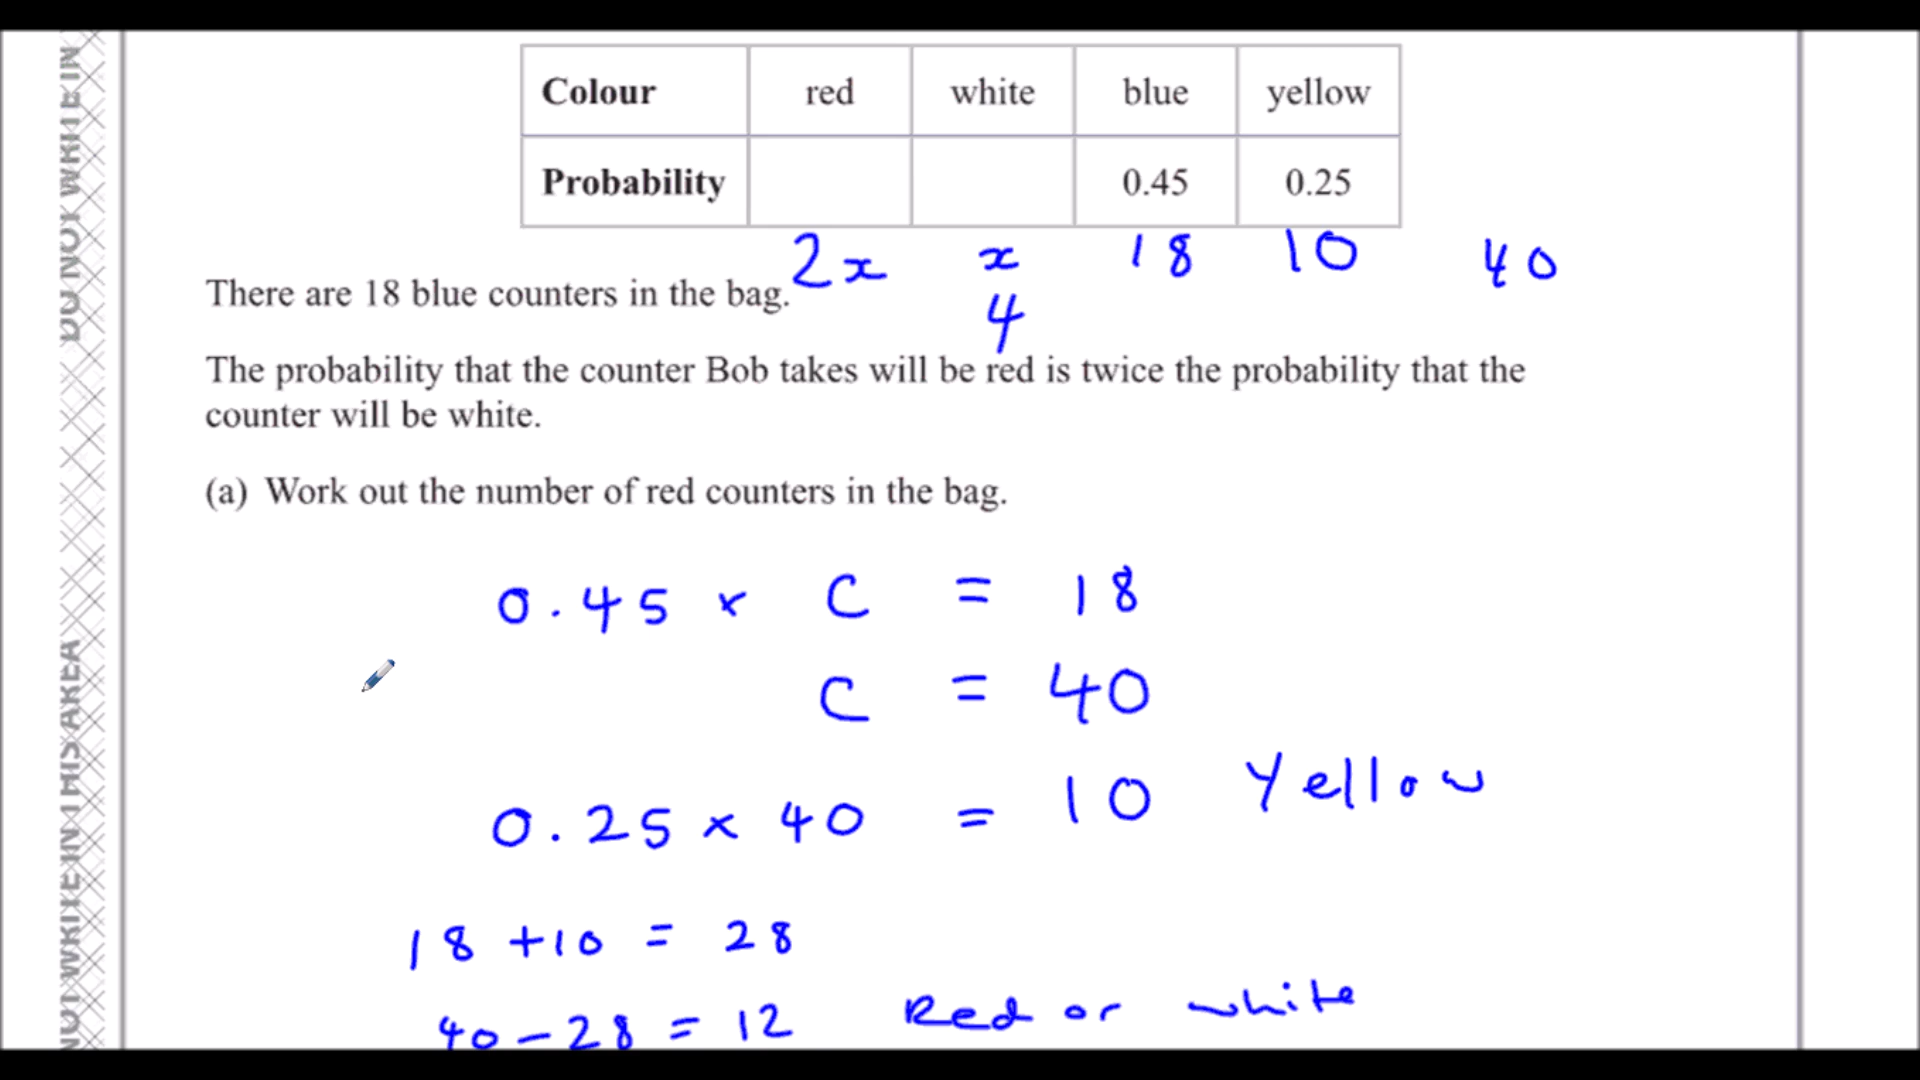 DO NOT WRITE IN
Colour red white blue yellow
Probability 0.45 0.25
2x x 18 10 40
There are 18 blue counters in the bag.
4
The probability that the counter Bob takes will be red is twice the probability that the
counter will be white.
(a) Work out the number of red counters in the bag.
0.45 × C = 18
C = 40
0.25 × 40 = 10 Yellow
18 + 10 = 28
40 - 28 = 12 Red or white
NOT WRITE IN THIS AREA